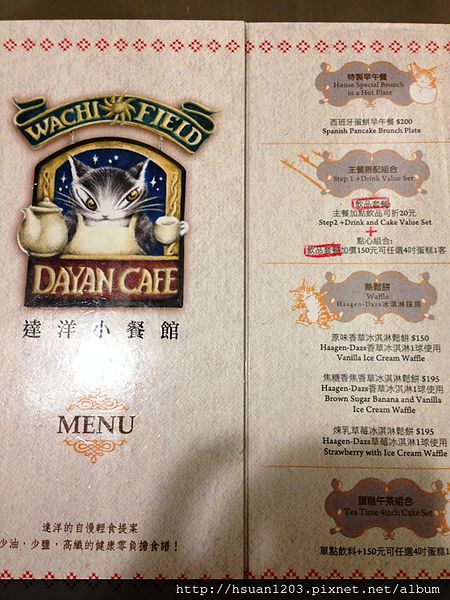 WACHI FIELD
DAYAN CAFE
達洋小餐館
MENU
達洋的自慢輕食提案
少油，少鹽，高纖的健康零負擔食譜！
特製早午餐
House Special Brunch
in a Hot Plate
西班牙蛋餅早午餐 $200
Spanish Pancake Brunch Plate
主餐搭配組合
Step 1 +Drink Value Set
飲品套餐
主餐加點飲品可折20元
Step2 +Drink and Cake Value Set
+
點心組合:
飲品套餐加價150元可任選4吋蛋糕1客
熱鬆餅
Waffle
Haagen-Dazs冰淇淋採用
原味香草冰淇淋鬆餅 $150
Haagen-Dazs香草冰淇淋1球使用
Vanilla Ice Cream Waffle
焦糖香蕉香草冰淇淋鬆餅 $195
Haagen-Dazs香草冰淇淋1球使用
Brown Sugar Banana and Vanilla
Ice Cream Waffle
煉乳草莓冰淇淋鬆餅 $195
Haagen-Dazs草莓冰淇淋1球使用
Strawberry with Ice Cream Waffle
蛋糕午茶組合
Tea Time 4inch Cake Set
單點飲料+150元可任選4吋蛋糕1
http://hsuan1203.pixnet.net/album